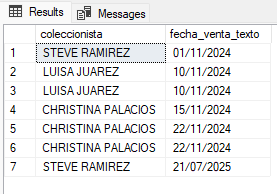 Results Messages
coleccionista fecha_venta_texto
1 STEVE RAMIREZ 01/11/2024
2 LUISA JUAREZ 10/11/2024
3 LUISA JUAREZ 10/11/2024
4 CHRISTINA PALACIOS 15/11/2024
5 CHRISTINA PALACIOS 22/11/2024
6 CHRISTINA PALACIOS 22/11/2024
7 STEVE RAMIREZ 21/07/2025